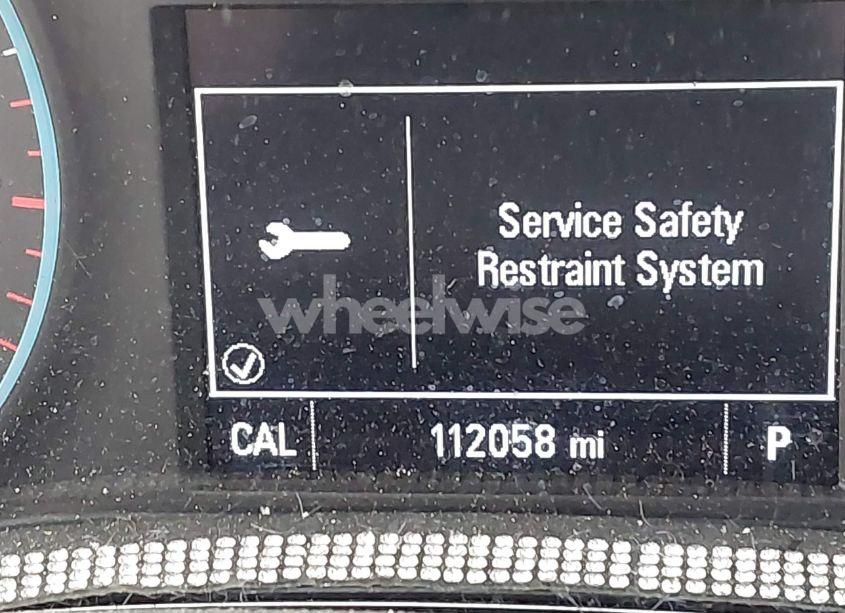 Service Safety
Restraint System
wheelwise
CAL 112058 mi P